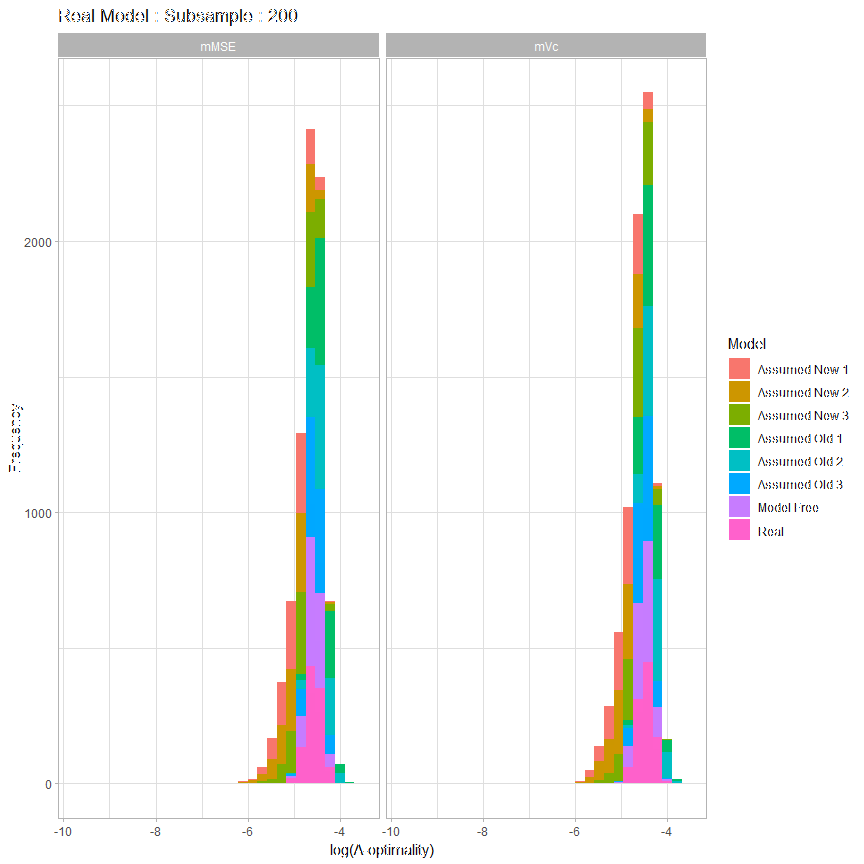 Real Model : Subsample : 200
mMSE
mVc
Frequency
2000
1000
0
-10
-8
-6
-4
-10
-8
-6
-4
log(A-optimality)
Model
Assumed New 1
Assumed New 2
Assumed New 3
Assumed Old 1
Assumed Old 2
Assumed Old 3
Model Free
Real